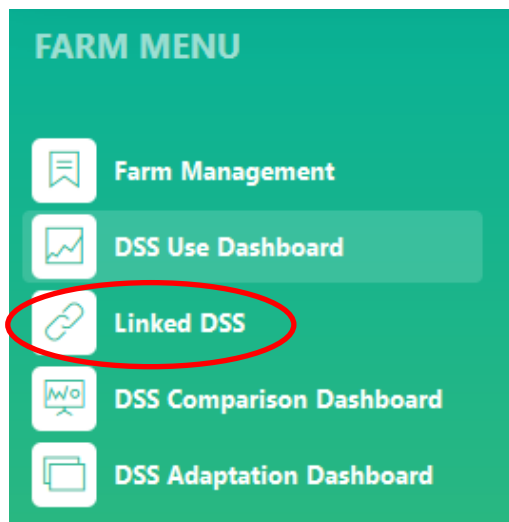 FARM MENU
Farm Management
DSS Use Dashboard
Linked DSS
DSS Comparison Dashboard
DSS Adaptation Dashboard